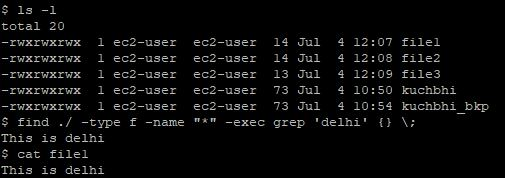 $ ls -l
total 20
-rwxrwxrwx 1 ec2-user ec2-user 14 Jul 4 12:07 file1
-rwxrwxrwx 1 ec2-user ec2-user 14 Jul 4 12:08 file2
-rwxrwxrwx 1 ec2-user ec2-user 13 Jul 4 12:09 file3
-rwxrwxrwx 1 ec2-user ec2-user 73 Jul 4 10:50 kuchbhi
-rwxrwxrwx 1 ec2-user ec2-user 73 Jul 4 10:54 kuchbhi_bkp
$ find ./ -type f -name "*" -exec grep 'delhi' {} \;
This is delhi
$ cat file1
This is delhi